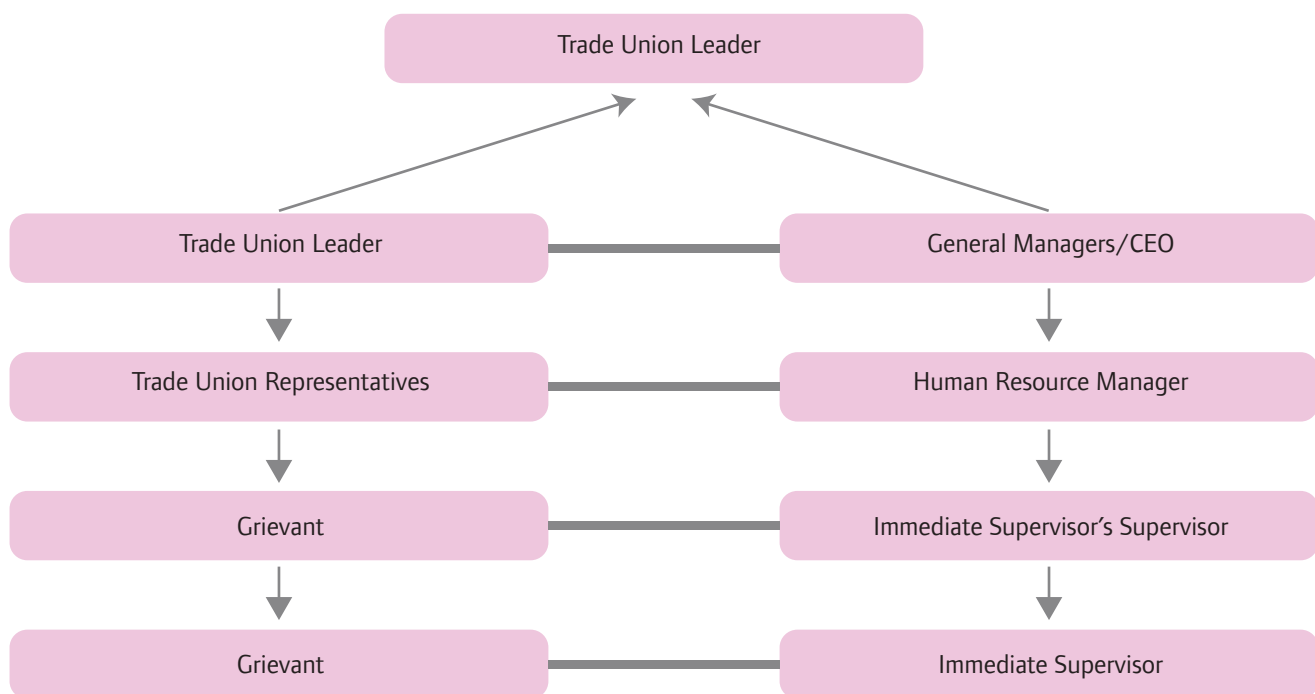 Trade Union Leader
Trade Union Leader
General Managers/CEO
Trade Union Representatives
Human Resource Manager
Grievant
Immediate Supervisor’s Supervisor
Grievant
Immediate Supervisor